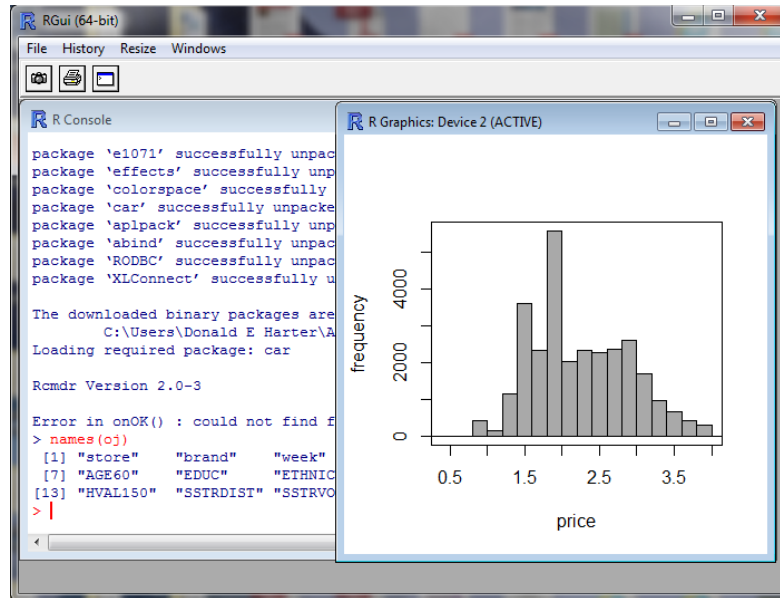 RGui (64-bit)
File History Resize Windows
R Console
package ‘e1071’ successfully unpac
package ‘effects’ successfully unp
package ‘colorspace’ successfully
package ‘car’ successfully unpacke
package ‘aplpack’ successfully unp
package ‘abind’ successfully unpac
package ‘RODBC’ successfully unpac
package ‘XLConnect’ successfully u
The downloaded binary packages are
C:\Users\Donald E Harter\A
Loading required package: car
Rcmdr Version 2.0-3
Error in onOK() : could not find f
> names(oj)
[1] "store" "brand" "week"
[7] "AGE60" "EDUC" "ETHNIC
[13] "HVAL150" "SSTRDIST" "SSTRVO
>
R Graphics: Device 2 (ACTIVE)
frequency
4000
2000
0
0.5 1.5 2.5 3.5
price